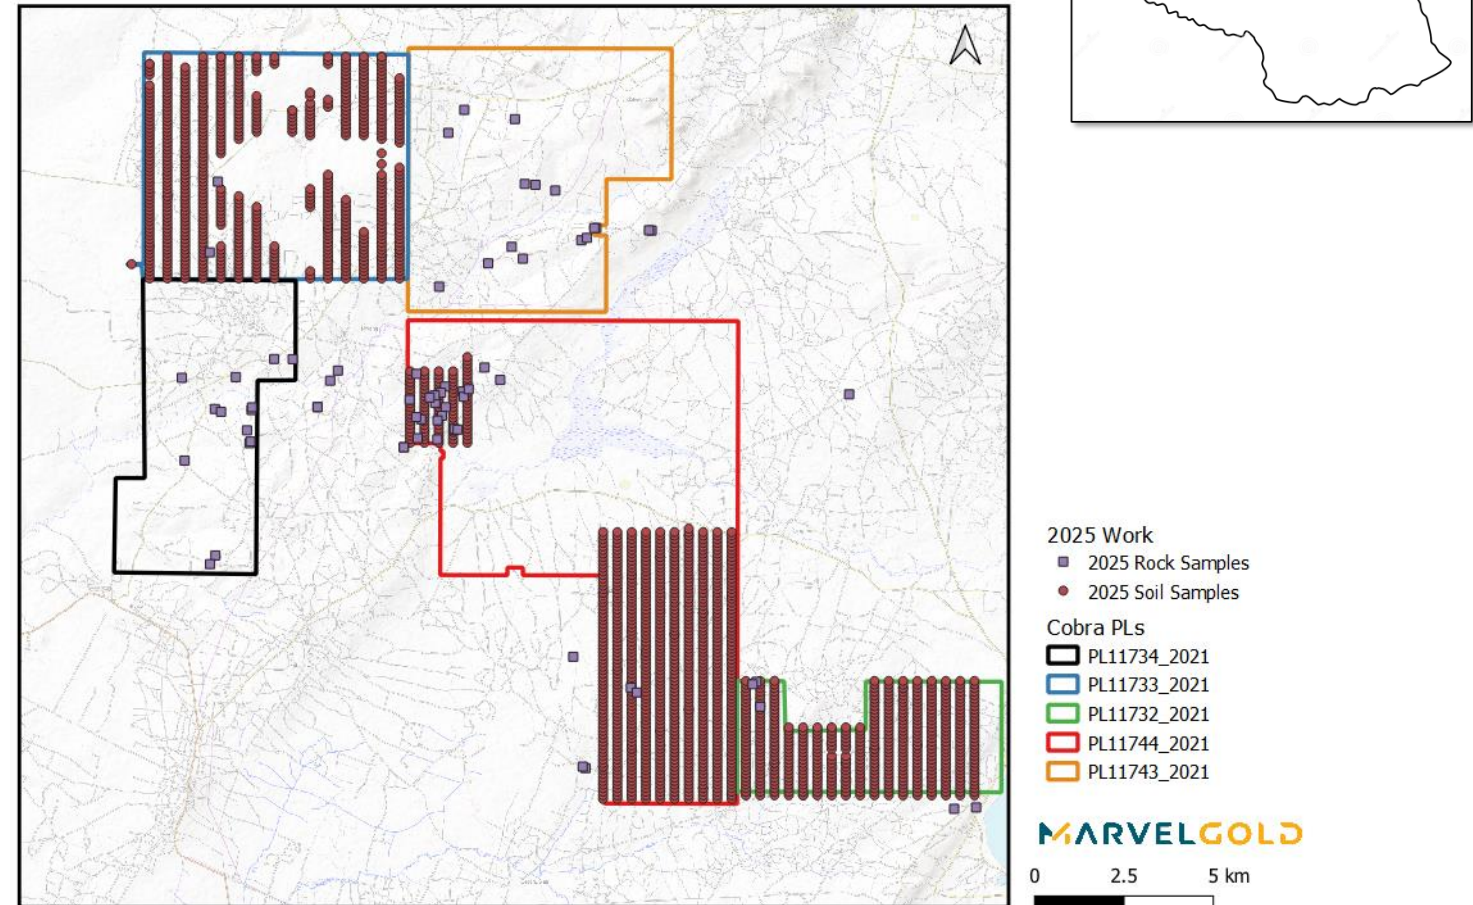 2025 Work
2025 Rock Samples
2025 Soil Samples
Cobra PLs
PL11734_2021
PL11733_2021
PL11732_2021
PL11744_2021
PL11743_2021
MARVELGOLD
0 2.5 5 km